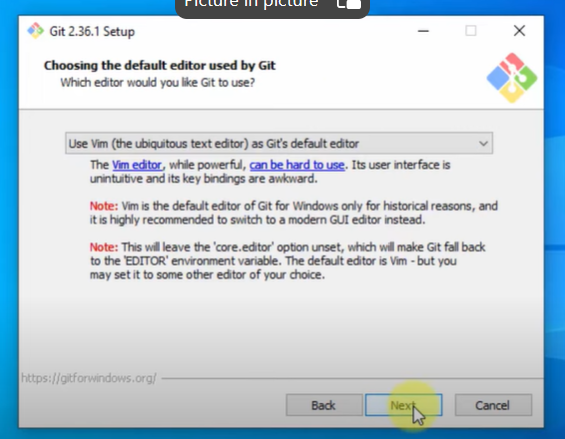 Picture in picture
Git 2.36.1 Setup
Choosing the default editor used by Git
Which editor would you like Git to use?
Use Vim (the ubiquitous text editor) as Git's default editor
The Vim editor, while powerful, can be hard to use. Its user interface is
unintuitive and its key bindings are awkward.
Note: Vim is the default editor of Git for Windows only for historical reasons, and
it is highly recommended to switch to a modern GUI editor instead.
Note: This will leave the 'core.editor' option unset, which will make Git fall back
to the 'EDITOR' environment variable. The default editor is Vim - but you
may set it to some other editor of your choice.
https://gitforwindows.org/
Back
Next
Cancel